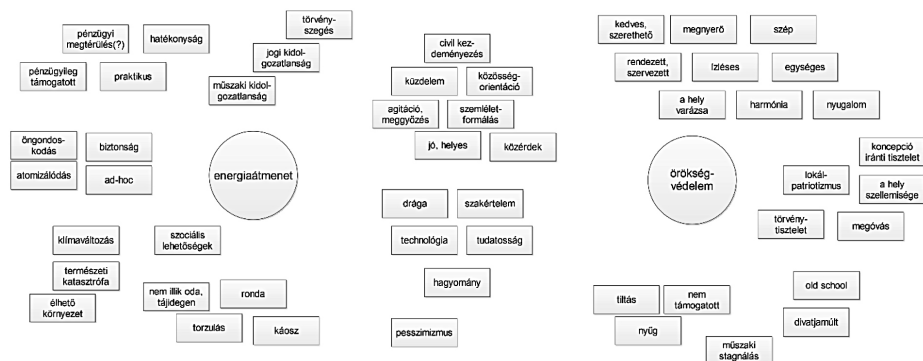 pénzügyi
megtérülés(?)
hatékonyság
törvény-
szegés
jogi kidol-
gozatlanság
pénzügyileg
támogatott
praktikus
műszaki kidol-
gozatlanság
öngondos-
kodás
biztonság
atomizálódás
ad-hoc
energiaátmenet
klímaváltozás
szociális
lehetőségek
természeti
katasztrófa
élhető
környezet
nem illik oda,
tájidegen
ronda
torzulás
káosz
civil kez-
deményezés
küzdelem
közösség-
orientáció
agitáció,
meggyőzés
szemlélet-
formálás
jó, helyes
közérdek
drága
szakértelem
technológia
tudatosság
hagyomány
pesszimizmus
kedves,
szerethető
megnyerő
szép
rendezett,
szervezett
Ízléses
egységes
a hely
varázsa
harmónia
nyugalom
örökség-
védelem
koncepció
iránti tisztelet
lokál-
patriotizmus
a hely
szellemisége
törvény-
tisztelet
megóvás
tiltás
nem
támogatott
nyűg
old school
divatjamúlt
műszaki
stagnálás